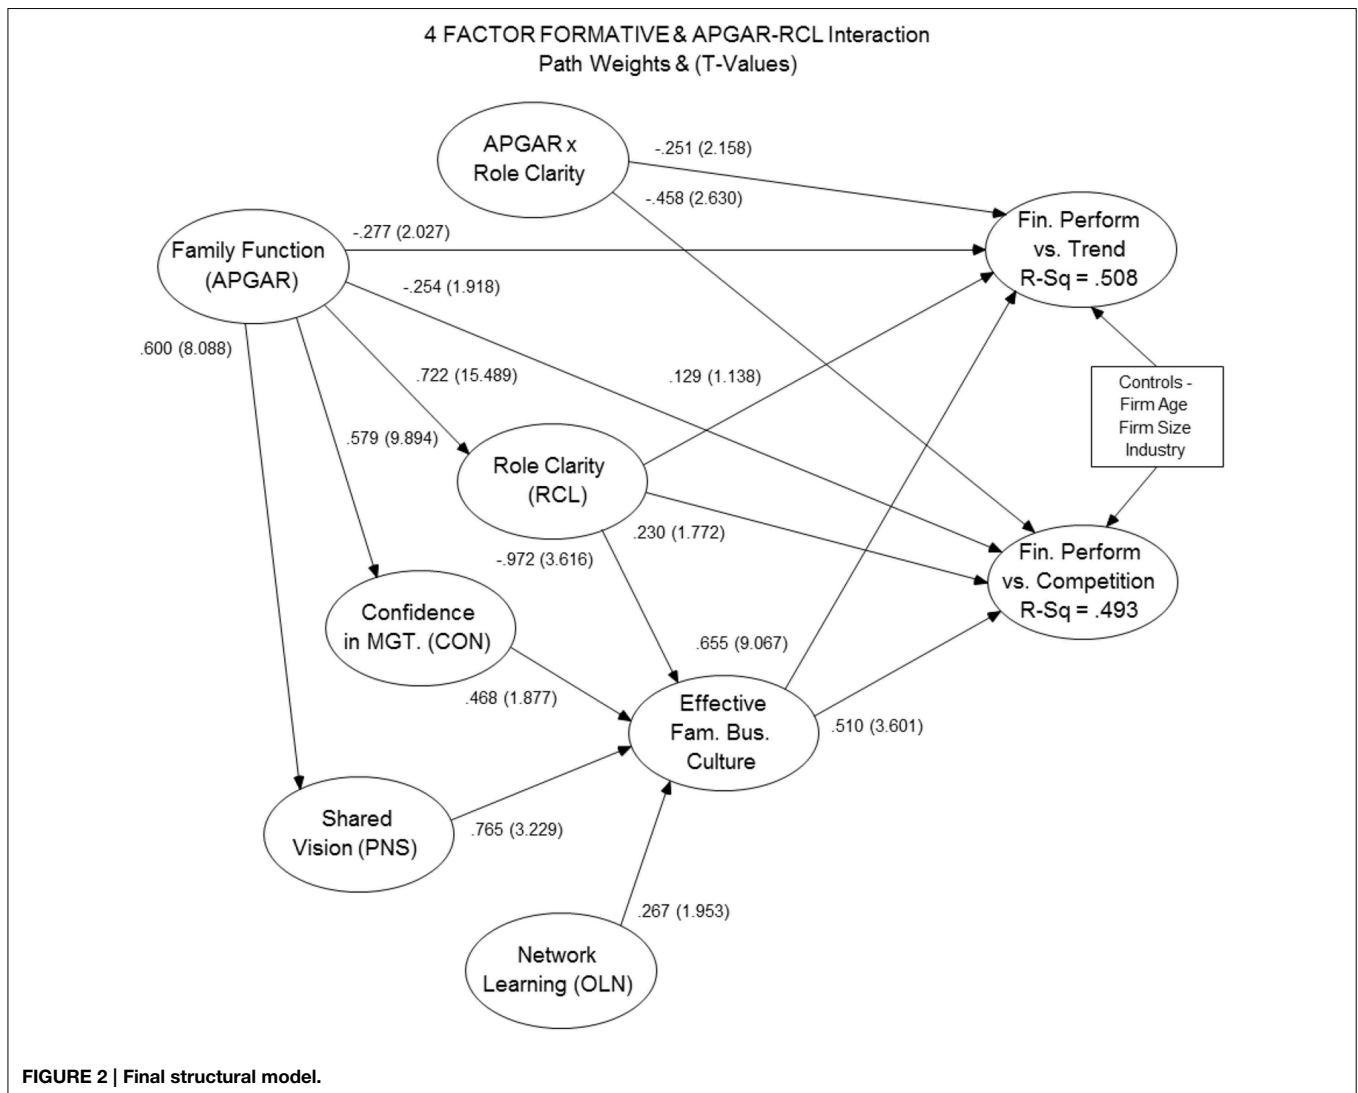 4 FACTOR FORMATIVE & APGAR-RCL Interaction
Path Weights & (T-Values)
APGAR x
Role Clarity
-.251 (2.158)
-.458 (2.630)
Fin. Perform
vs. Trend
R-Sq = .508
Family Function
(APGAR)
-.277 (2.027)
-.254 (1.918)
.600 (8.088)
.722 (15.489)
.129 (1.138)
Controls -
Firm Age
Firm Size
Industry
.579 (9.894)
Role Clarity
(RCL)
.230 (1.772)
-.972 (3.616)
Fin. Perform
vs. Competition
R-Sq = .493
Confidence
in MGT. (CON)
.655 (9.067)
.468 (1.877)
Effective
Fam. Bus.
Culture
.510 (3.601)
Shared
Vision (PNS)
.765 (3.229)
.267 (1.953)
Network
Learning (OLN)
FIGURE 2 | Final structural model.